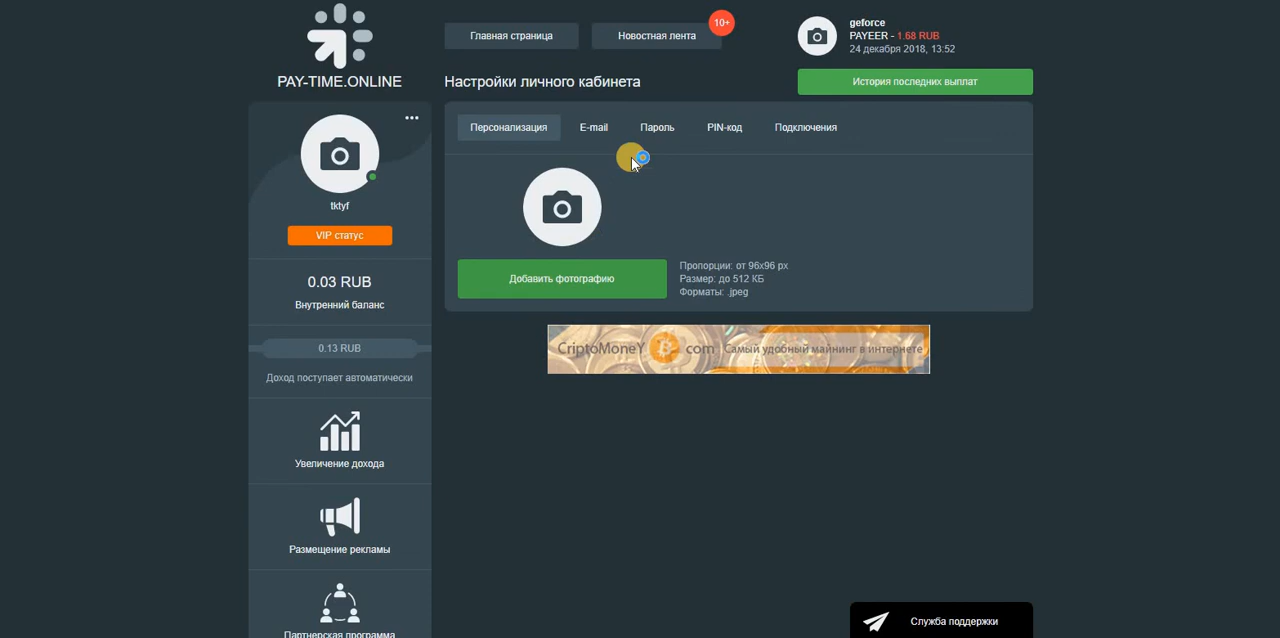 PAY-TIME.ONLINE
Главная страница
Новостная лента
10+
geforce
PAYEER - 1.68 RUB
24 декабря 2018, 13:52
История последних выплат
Настройки личного кабинета
tktyf
VIP статус
0.03 RUB
Внутренний баланс
0.13 RUB
Доход поступает автоматически
Увеличение дохода
Размещение рекламы
Партнерская программа
Персонализация
E-mail
Пароль
PIN-код
Подключения
Добавить фотографию
Пропорции: от 96x96 px
Размер: до 512 КБ
Форматы: .jpeg
CriptoMoneY com Самый удобный майнинг в интернете
Служба поддержки